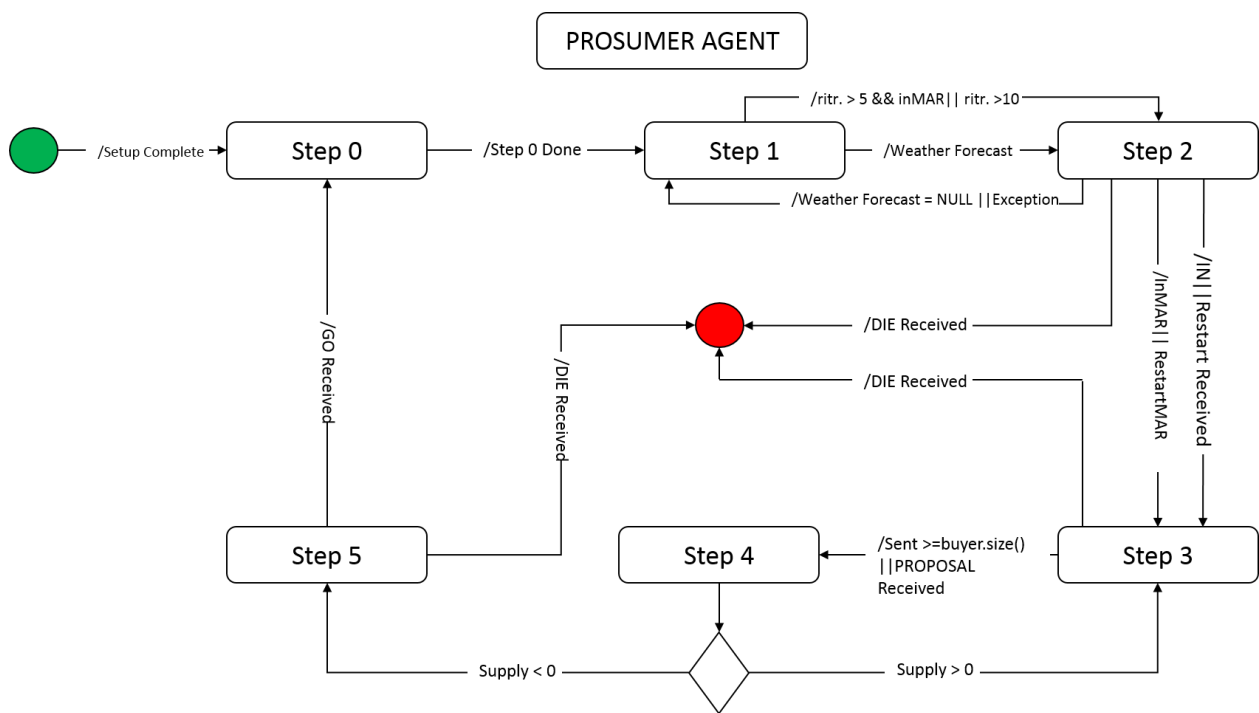 PROSUMER AGENT
/ritr. > 5 && inMAR|| ritr. >10
/Setup Complete
Step 0
/Step 0 Done
Step 1
/Weather Forecast
Step 2
/Weather Forecast = NULL ||Exception
/GO Received
/DIE Received
/DIE Received
/DIE Received
/InMAR|| RestartMAR
/IN||Restart Received
Step 5
Step 4
/Sent >=buyer.size()
||PROPOSAL
Received
Step 3
Supply < 0
Supply > 0